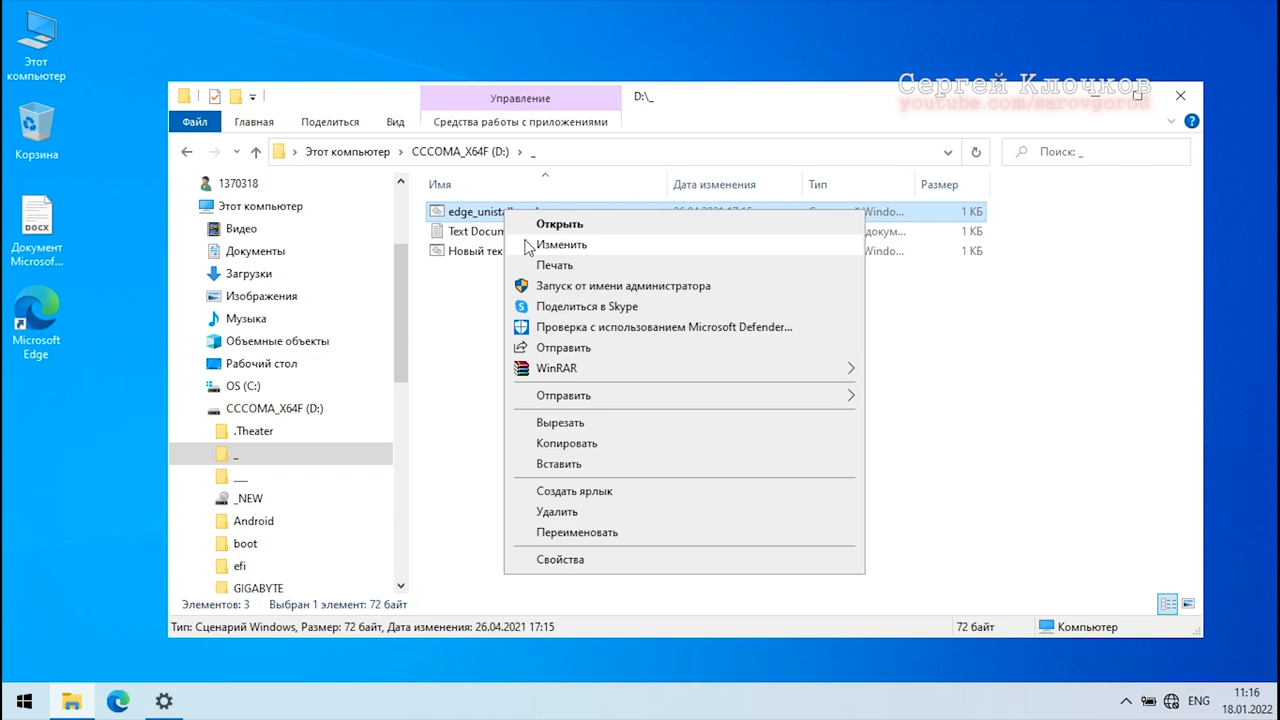 Этот
компьютер
Корзина
Документ
Microsof...
Microsoft
Edge
Сергей Клочков
youtube.com/sarovgorod
Управление
D:\_
Файл
Главная
Поделиться
Вид
Средства работы с приложениями
Этот компьютер › CCCOMA_X64F (D:) › _
Поиск: _
Имя
Дата изменения
Тип
Размер
1370318
Этот компьютер
Видео
Документы
Загрузки
Изображения
Музыка
Объемные объекты
Рабочий стол
OS (C:)
CCCOMA_X64F (D:)
.Theater
_
__
_NEW
Android
boot
efi
GIGABYTE
1 КБ
Text Docum
докум...
1 КБ
Новый тек
1 КБ
Открыть
Изменить
Печать
Запуск от имени администратора
Поделиться в Skype
Проверка с использованием Microsoft Defender...
Отправить
WinRAR
Отправить
Вырезать
Копировать
Вставить
Создать ярлык
Удалить
Переименовать
Свойства
Элементов: 3 Выбран 1 элемент: 72 байт
Тип: Сценарий Windows, Размер: 72 байт, Дата изменения: 26.04.2021 17:15
72 байт
Компьютер
ENG
11:16
18.01.2022